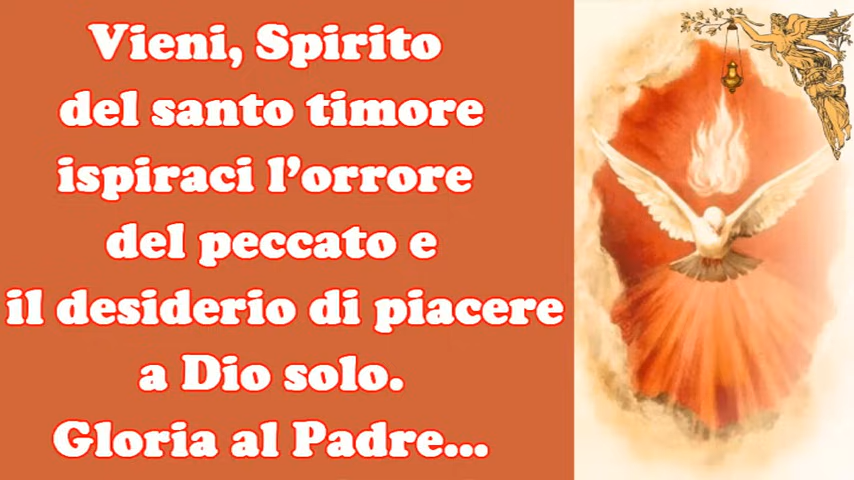 Vieni, Spirito
del santo timore
ispiraci l’orrore
del peccato e
il desiderio di piacere
a Dio solo.
Gloria al Padre...